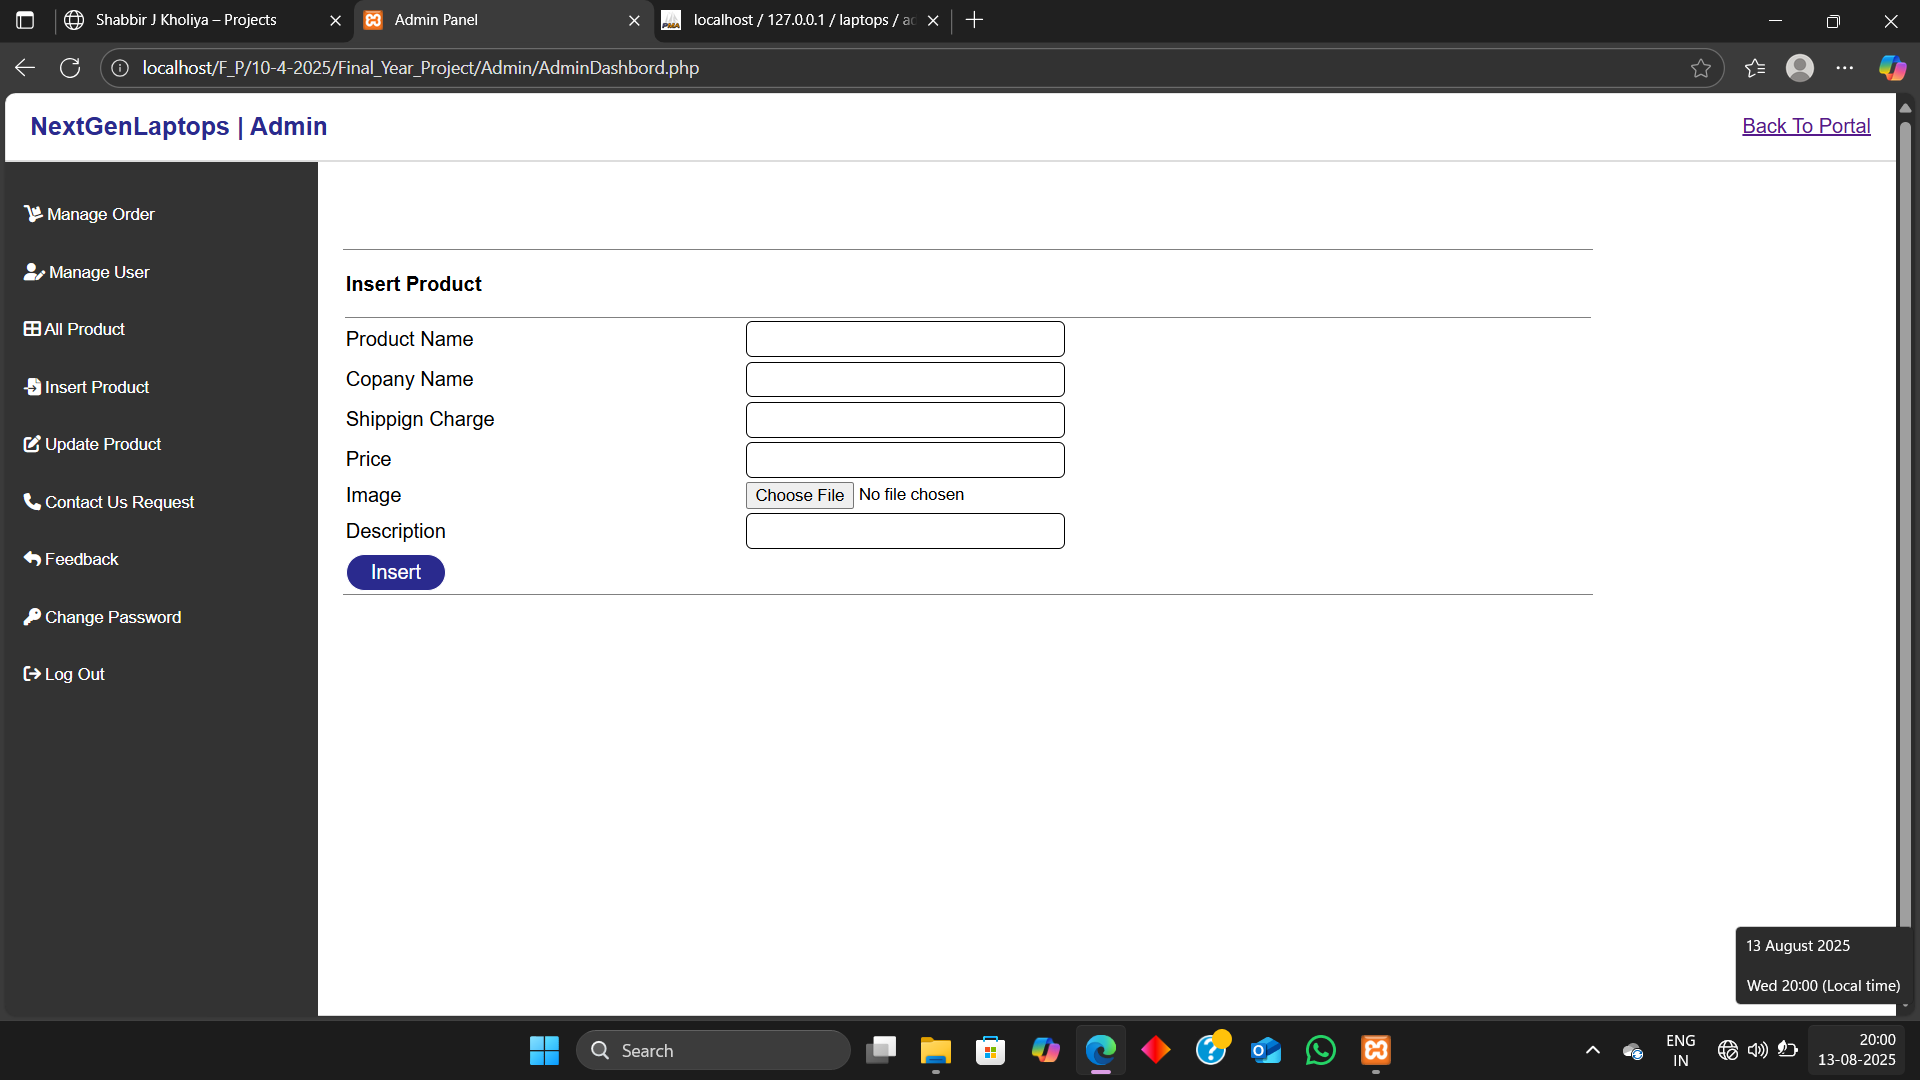 Shabbir J Kholiya – Projects
Admin Panel
localhost / 127.0.0.1 / laptops / ac
localhost/F_P/10-4-2025/Final_Year_Project/Admin/AdminDashbord.php
NextGenLaptops | Admin
Back To Portal
Manage Order
Manage User
All Product
Insert Product
Update Product
Contact Us Request
Feedback
Change Password
Log Out
Insert Product
Product Name
Copany Name
Shippign Charge
Price
Image
Choose File No file chosen
Description
Insert
13 August 2025
Wed 20:00 (Local time)
Search
ENG
IN
20:00
13-08-2025